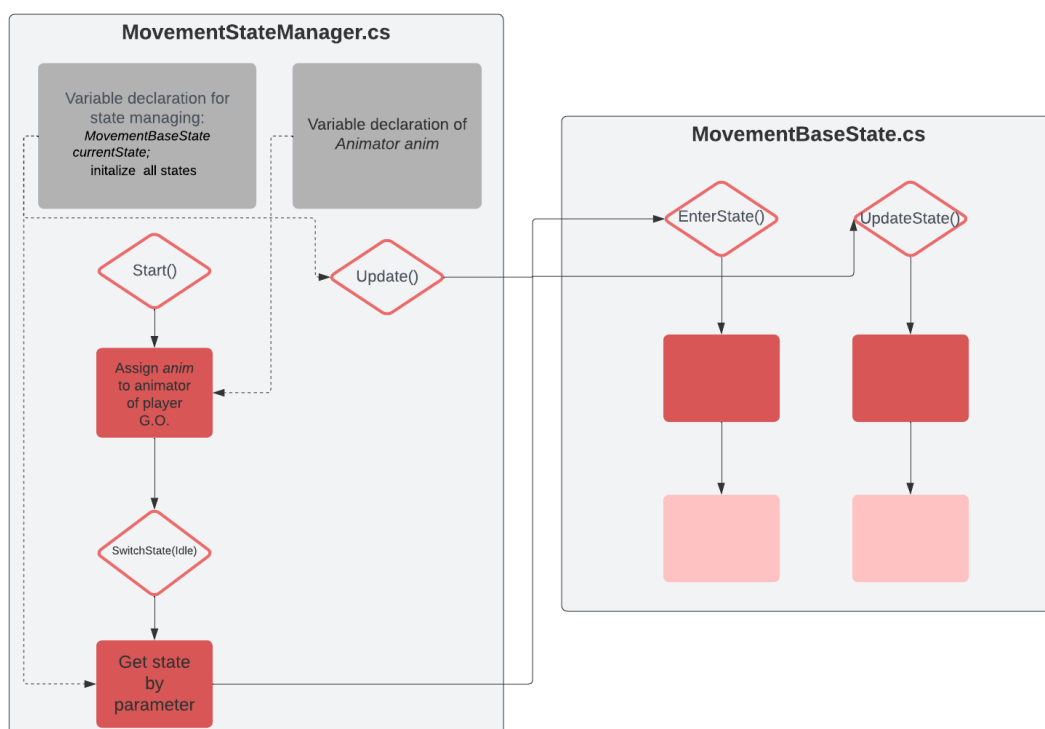 MovementStateManager.cs
Variable declaration for
state managing:
MovementBaseState
currentState;
initalize all states
Variable declaration of
Animator anim
Start()
Update()
Assign anim
to animator
of player
G.O.
SwitchState(Idle)
Get state
by
parameter
MovementBaseState.cs
EnterState()
UpdateState()